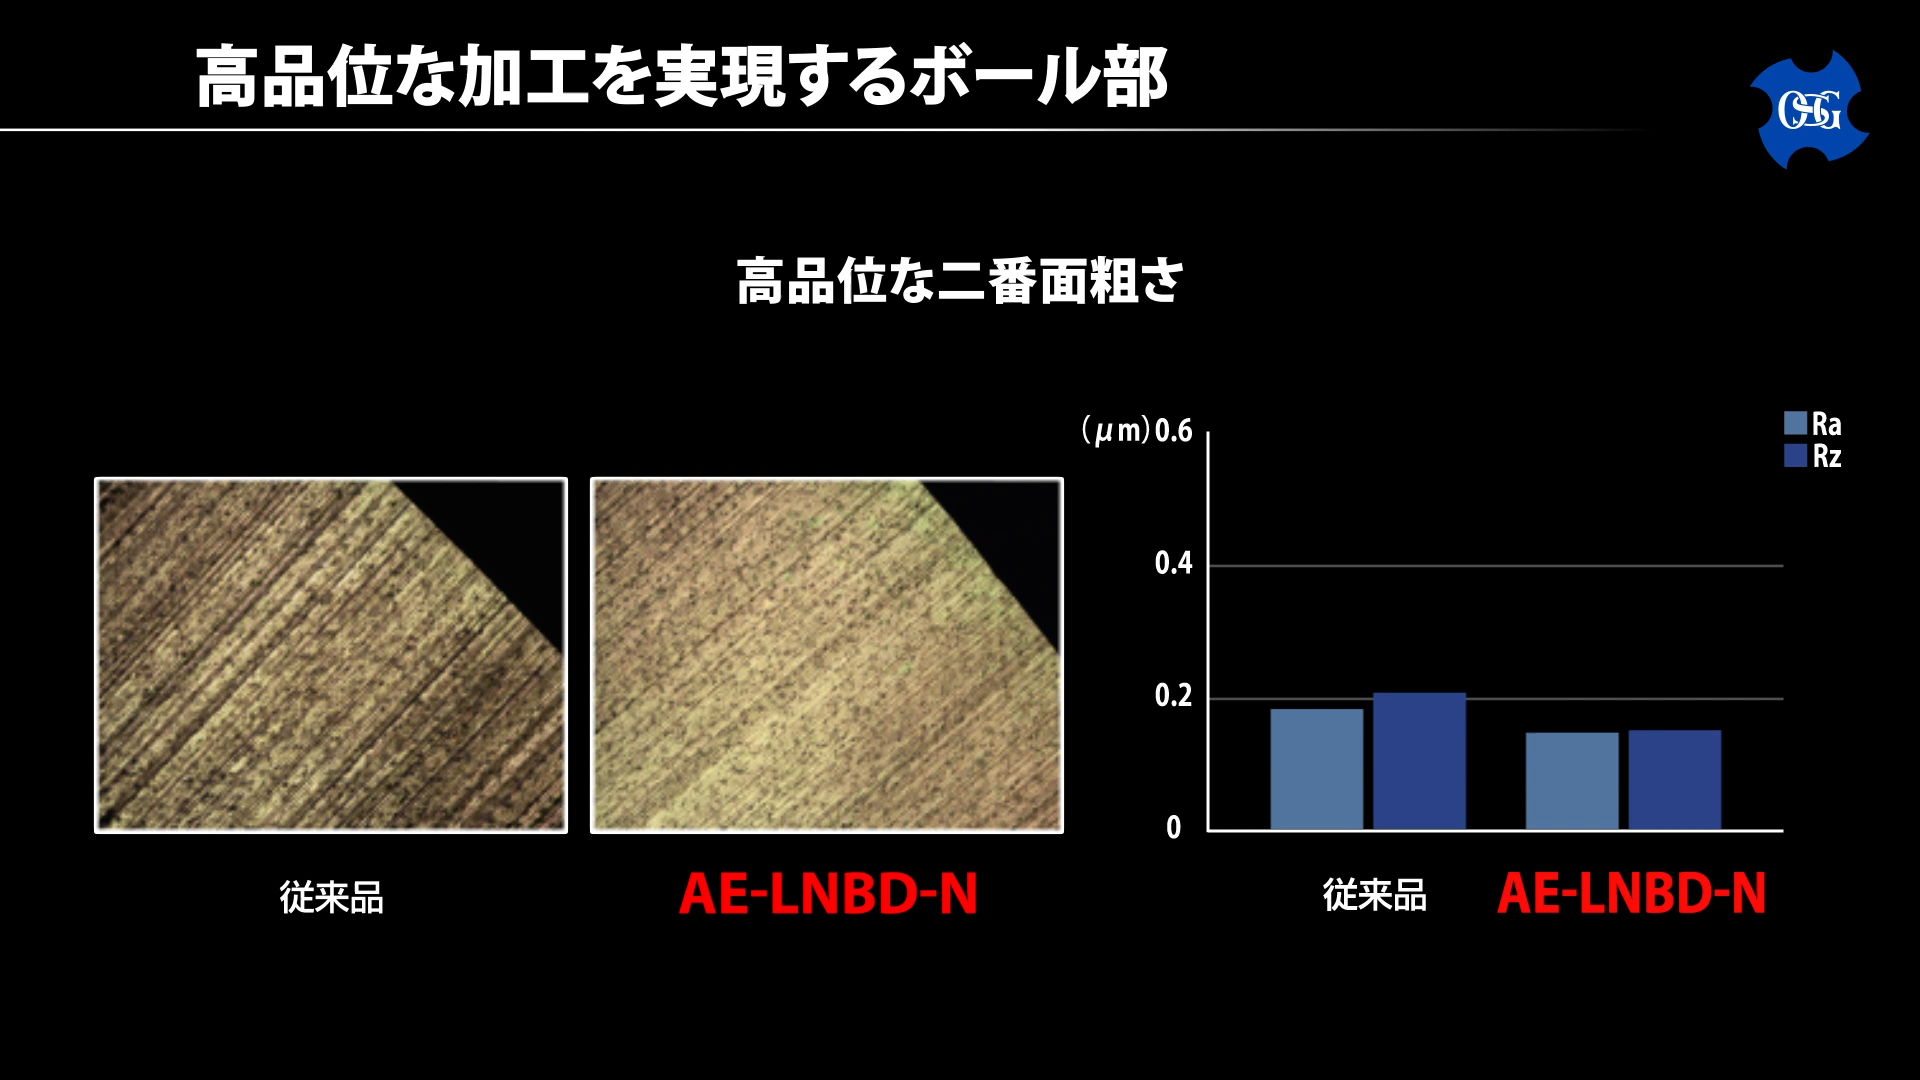 高品位な加工を実現するボール部
OSG
高品位な二番面粗さ
(μm)
0.6
0.4
0.2
0
Ra
Rz
従来品
AE-LNBD-N
従来品
AE-LNBD-N